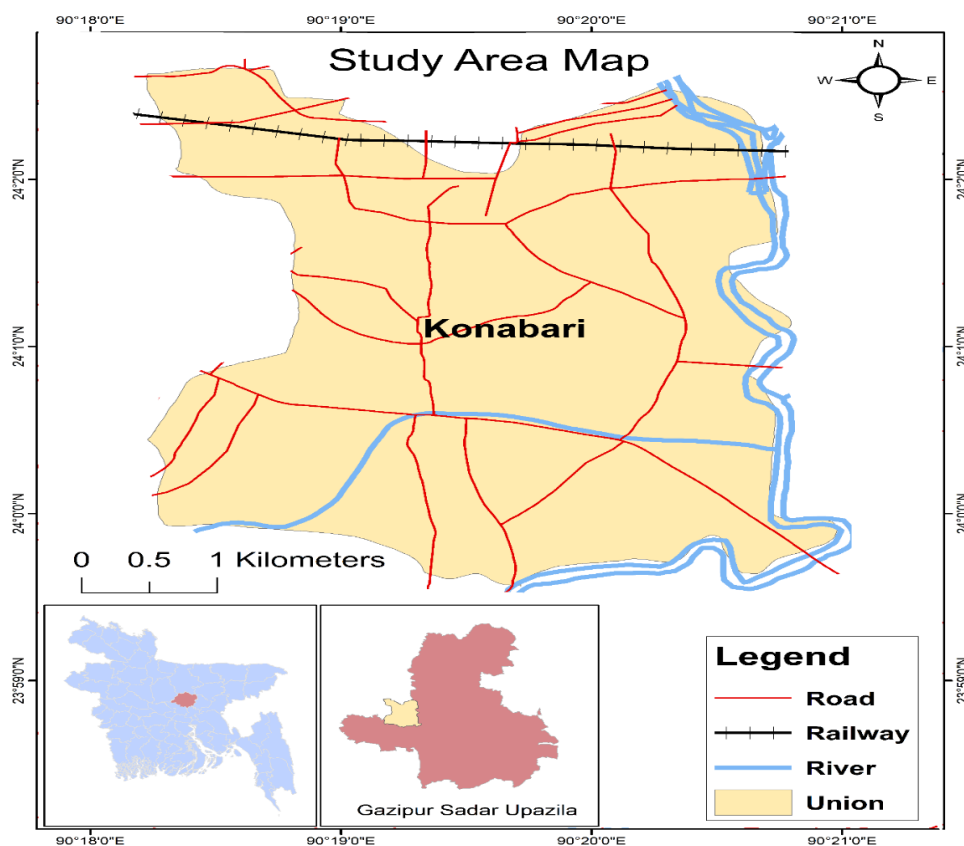 90°18'0"E 90°19'0"E 90°20'0"E 90°21'0"E
Study Area Map
N
W E
S
24°2'0"N 24°2'0"N
24°1'0"N 24°1'0"N
Konabari
24°0'0"N 24°0'0"N
0 0.5 1 Kilometers
23°59'0"N 23°59'0"N
Gazipur Sadar Upazila
Legend
Road
Railway
River
Union
90°18'0"E 90°19'0"E 90°20'0"E 90°21'0"E